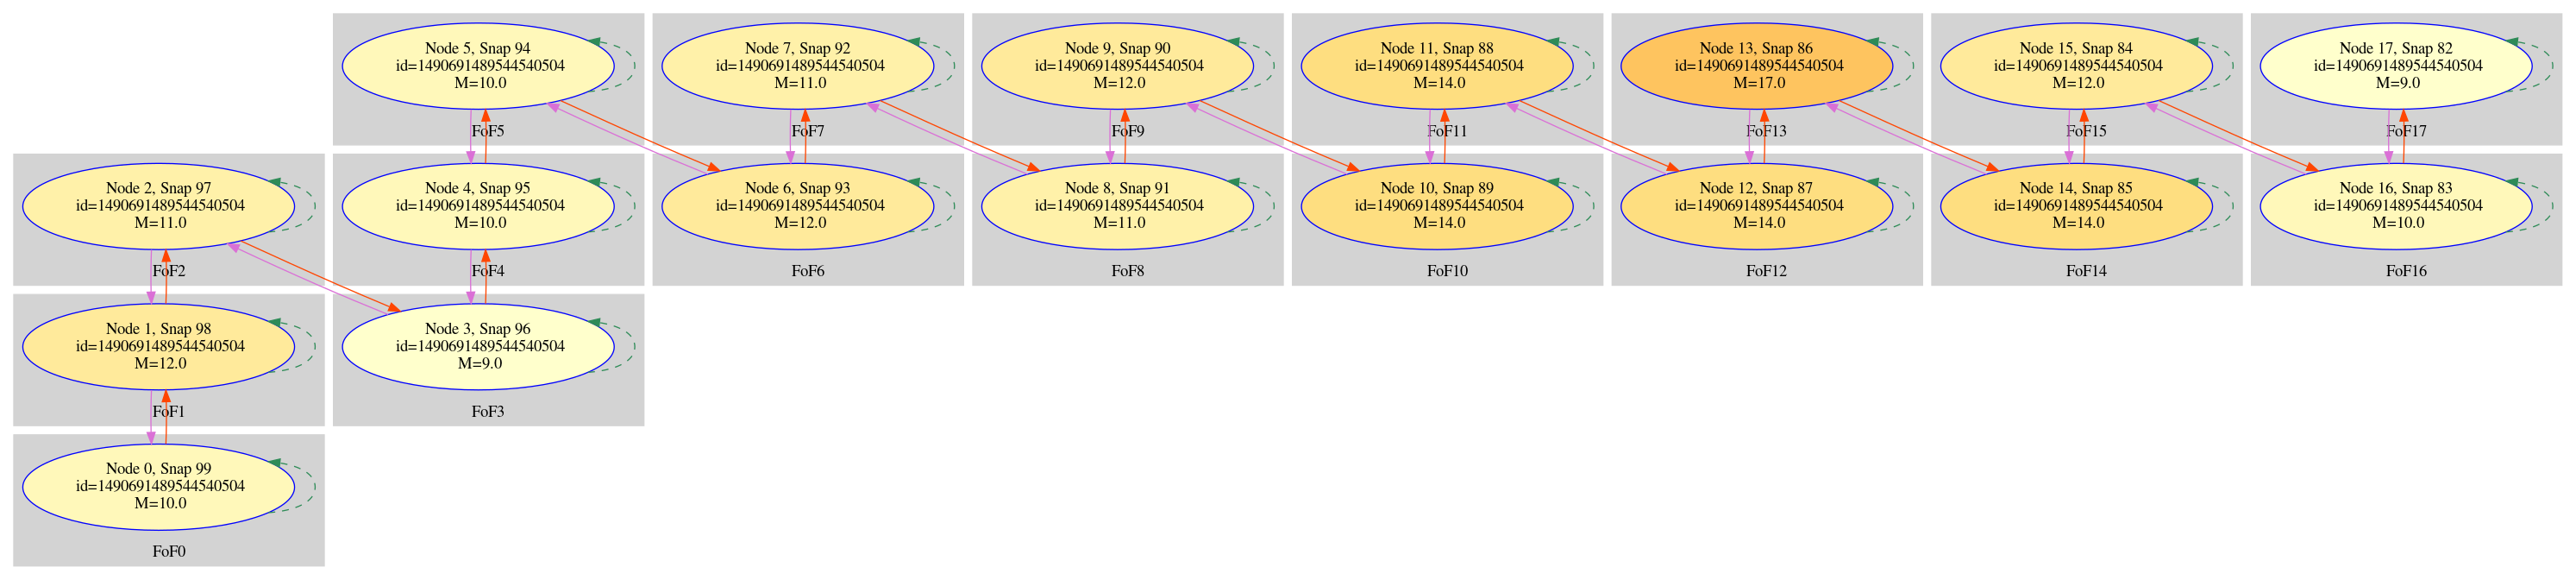 Node 5, Snap 94
id=1490691489544540504
M=10.0
FoF5
Node 7, Snap 92
id=1490691489544540504
M=11.0
FoF7
Node 9, Snap 90
id=1490691489544540504
M=12.0
FoF9
Node 11, Snap 88
id=1490691489544540504
M=14.0
FoF11
Node 13, Snap 86
id=1490691489544540504
M=17.0
FoF13
Node 15, Snap 84
id=1490691489544540504
M=12.0
FoF15
Node 17, Snap 82
id=1490691489544540504
M=9.0
FoF17
Node 2, Snap 97
id=1490691489544540504
M=11.0
FoF2
Node 4, Snap 95
id=1490691489544540504
M=10.0
FoF4
Node 6, Snap 93
id=1490691489544540504
M=12.0
FoF6
Node 8, Snap 91
id=1490691489544540504
M=11.0
FoF8
Node 10, Snap 89
id=1490691489544540504
M=14.0
FoF10
Node 12, Snap 87
id=1490691489544540504
M=14.0
FoF12
Node 14, Snap 85
id=1490691489544540504
M=14.0
FoF14
Node 16, Snap 83
id=1490691489544540504
M=10.0
FoF16
Node 1, Snap 98
id=1490691489544540504
M=12.0
FoF1
Node 3, Snap 96
id=1490691489544540504
M=9.0
FoF3
Node 0, Snap 99
id=1490691489544540504
M=10.0
FoF0